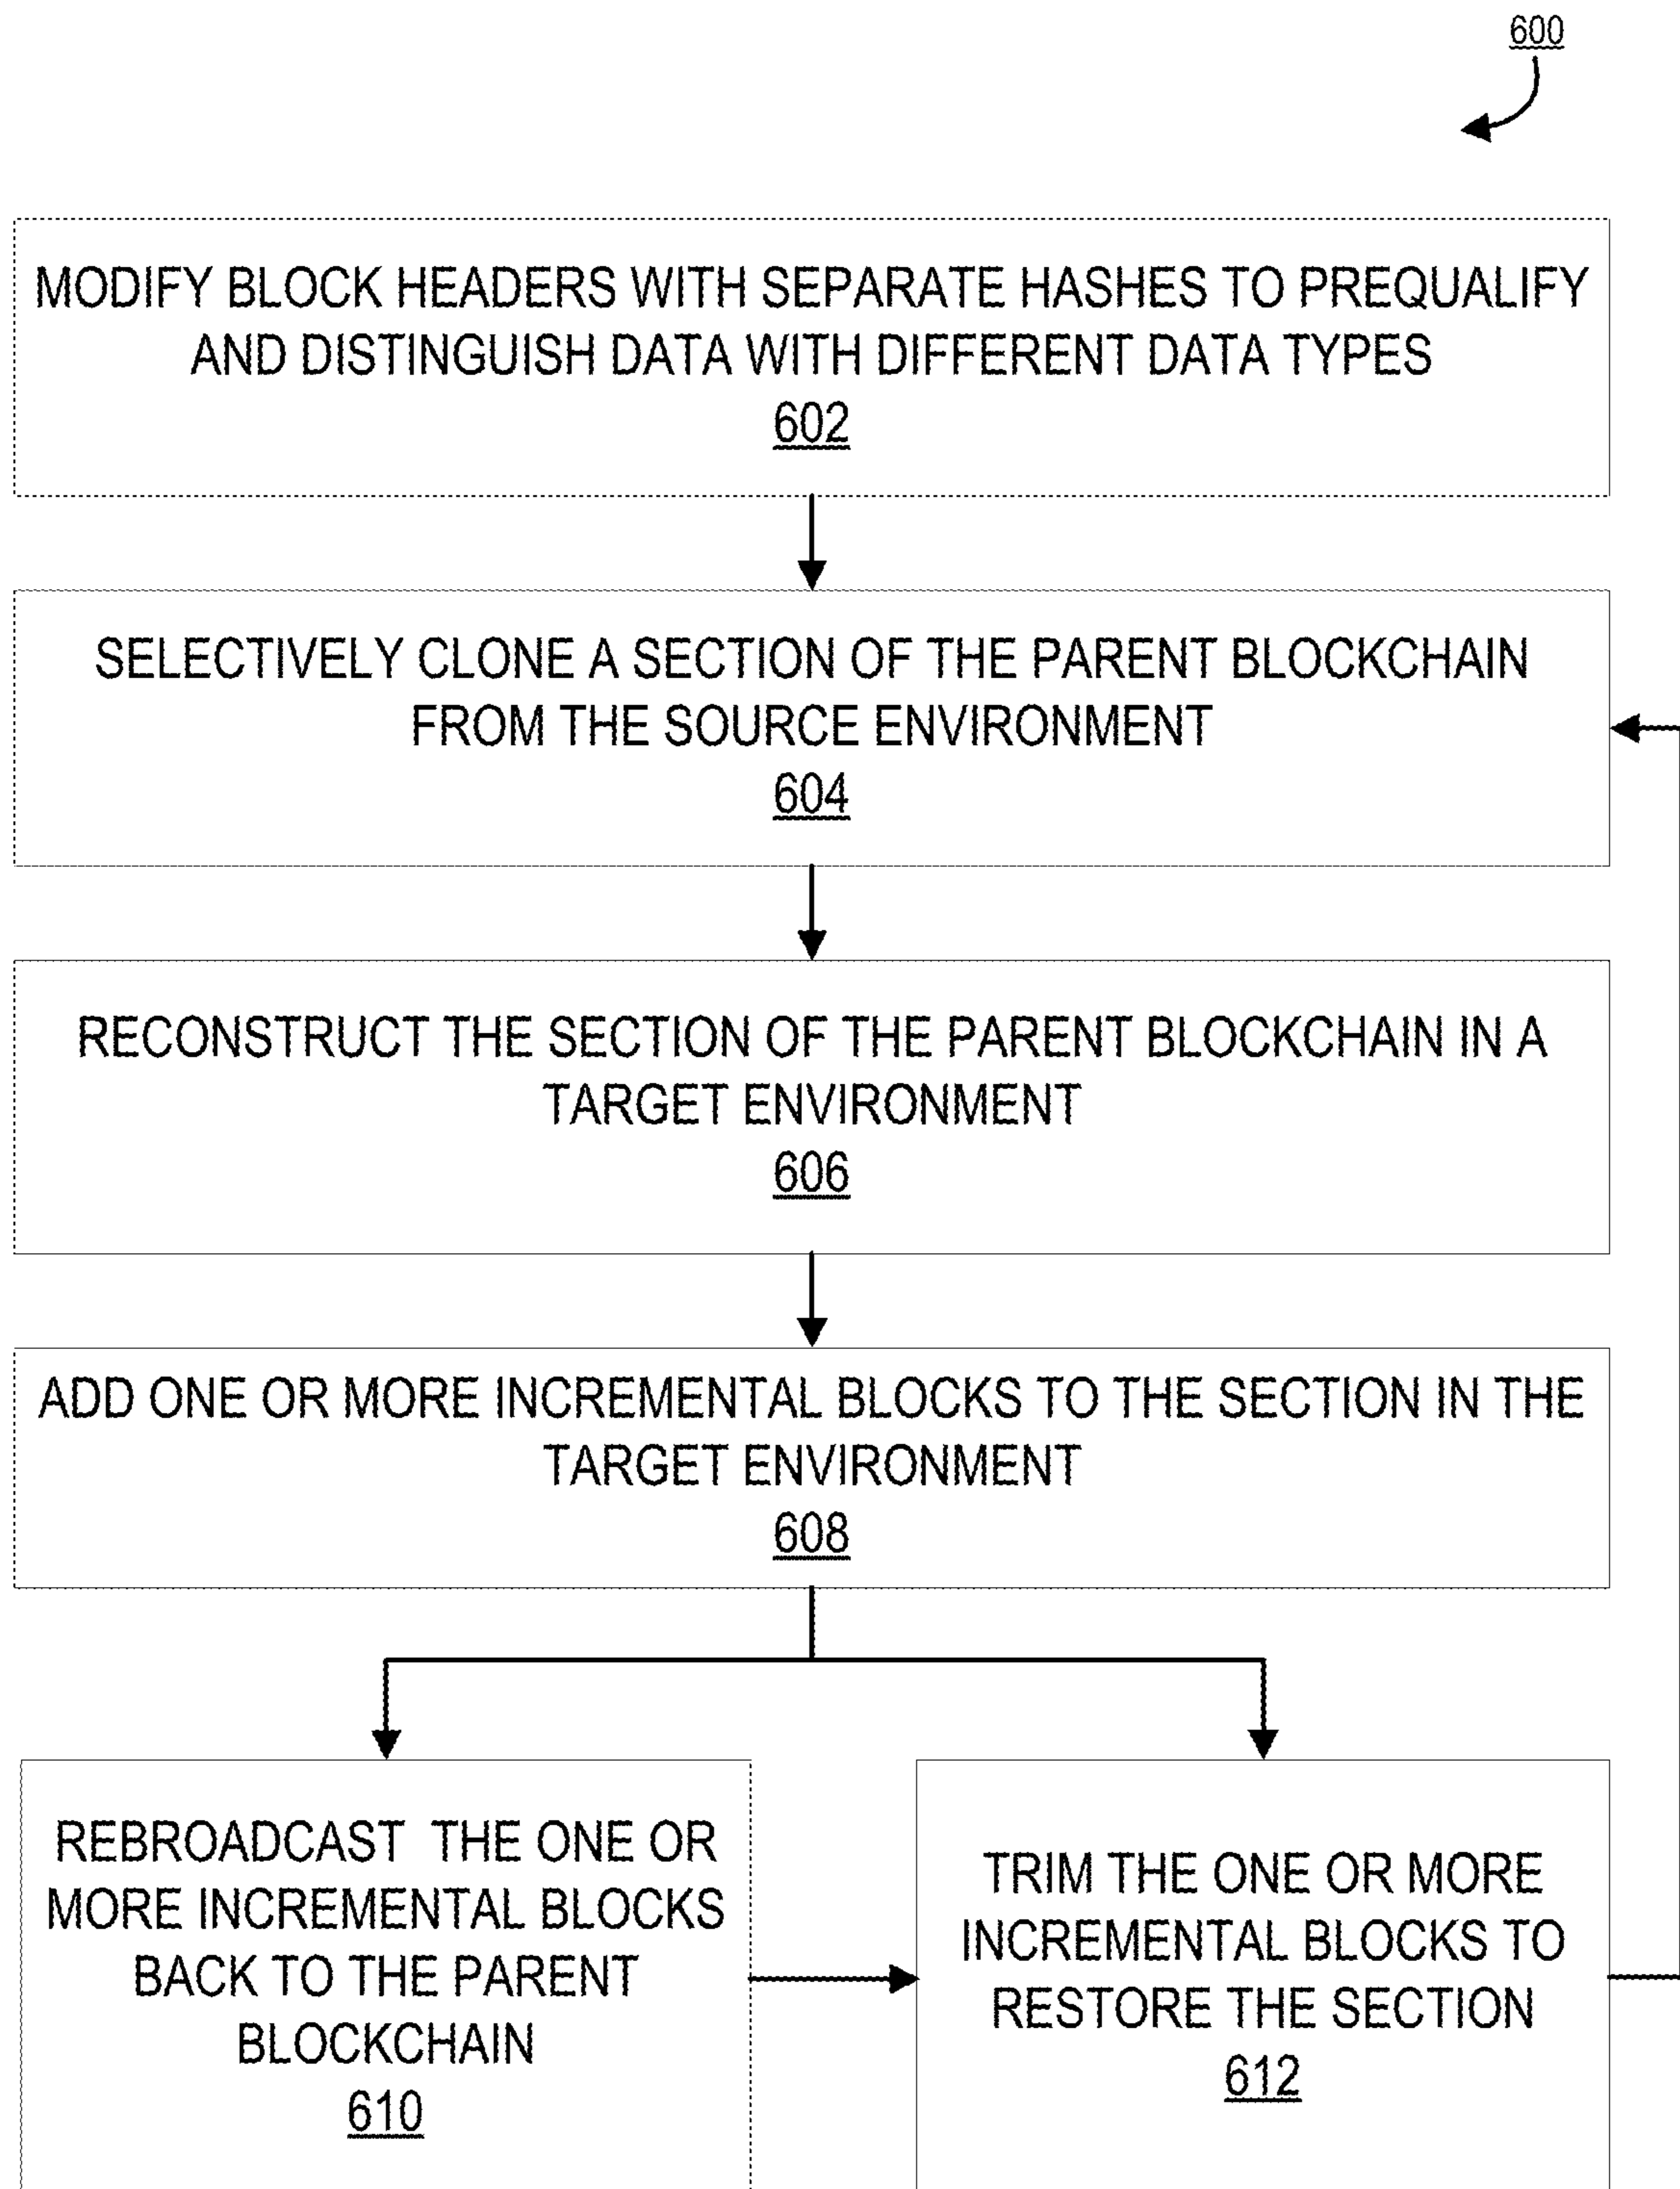 600
MODIFY BLOCK HEADERS WITH SEPARATE HASHES TO PREQUALIFY
AND DISTINGUISH DATA WITH DIFFERENT DATA TYPES
602
SELECTIVELY CLONE A SECTION OF THE PARENT BLOCKCHAIN
FROM THE SOURCE ENVIRONMENT
604
RECONSTRUCT THE SECTION OF THE PARENT BLOCKCHAIN IN A
TARGET ENVIRONMENT
606
ADD ONE OR MORE INCREMENTAL BLOCKS TO THE SECTION IN THE
TARGET ENVIRONMENT
608
REBROADCAST THE ONE OR
MORE INCREMENTAL BLOCKS
BACK TO THE PARENT
BLOCKCHAIN
610
TRIM THE ONE OR MORE
INCREMENTAL BLOCKS TO
RESTORE THE SECTION
612